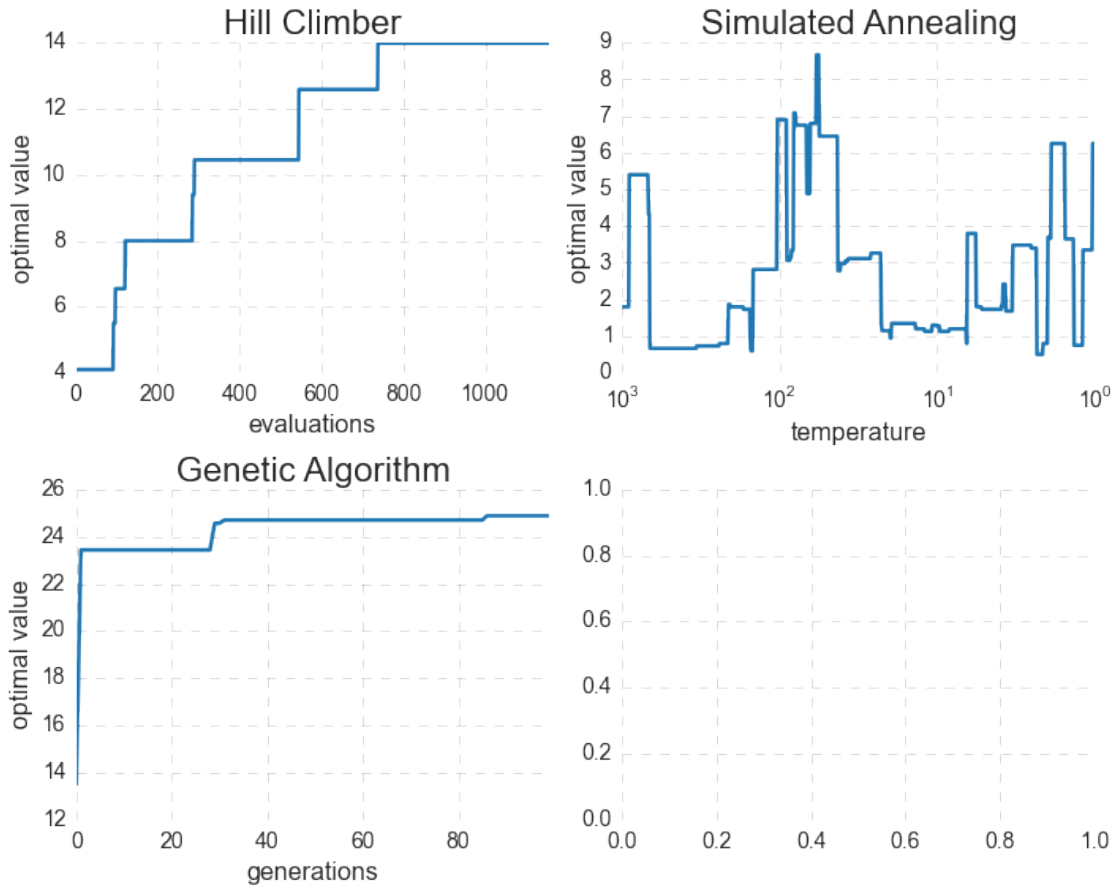 Hill Climber
14
12
10
8
6
4
optimal value
0 200 400 600 800 1000
evaluations
Simulated Annealing
9
8
7
6
5
4
3
2
1
0
optimal value
10³ 10² 10¹ 10⁰
temperature
Genetic Algorithm
26
24
22
20
18
16
14
12
optimal value
0 20 40 60 80
generations
1.0
0.8
0.6
0.4
0.2
0.0
0.0 0.2 0.4 0.6 0.8 1.0